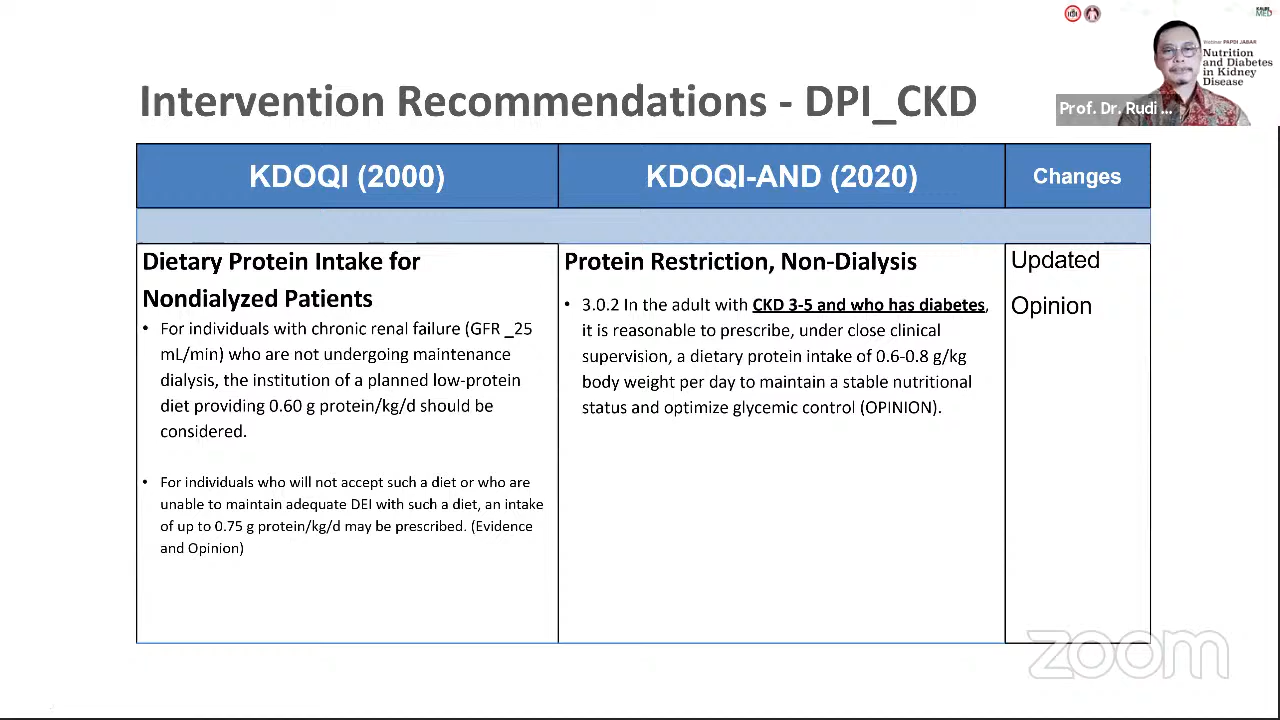 KALBE
MED
Webinar PAPDI JABAR
Nutrition
and Diabetes
in Kidney
Disease
Prof. Dr. Rudi ...
Intervention Recommendations - DPI_CKD
KDOQI (2000)
KDOQI-AND (2020)
Changes
Dietary Protein Intake for
Nondialyzed Patients
• For individuals with chronic renal failure (GFR _25
mL/min) who are not undergoing maintenance
dialysis, the institution of a planned low-protein
diet providing 0.60 g protein/kg/d should be
considered.
• For individuals who will not accept such a diet or who are
unable to maintain adequate DEI with such a diet, an intake
of up to 0.75 g protein/kg/d may be prescribed. (Evidence
and Opinion)
Protein Restriction, Non-Dialysis
• 3.0.2 In the adult with CKD 3-5 and who has diabetes,
it is reasonable to prescribe, under close clinical
supervision, a dietary protein intake of 0.6-0.8 g/kg
body weight per day to maintain a stable nutritional
status and optimize glycemic control (OPINION).
Updated
Opinion
zoom